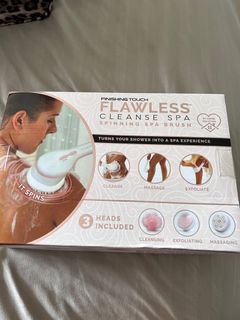 FINISHING TOUCH
FLAWLESS
CLEANSE SPA
SPINNING SPA BRUSH
TURNS YOUR SHOWER INTO A SPA EXPERIENCE
IT SPINS
CLEANSE
MASSAGE
EXFOLIATE
3 HEADS
INCLUDED
CLEANSING
EXFOLIATING
MASSAGING